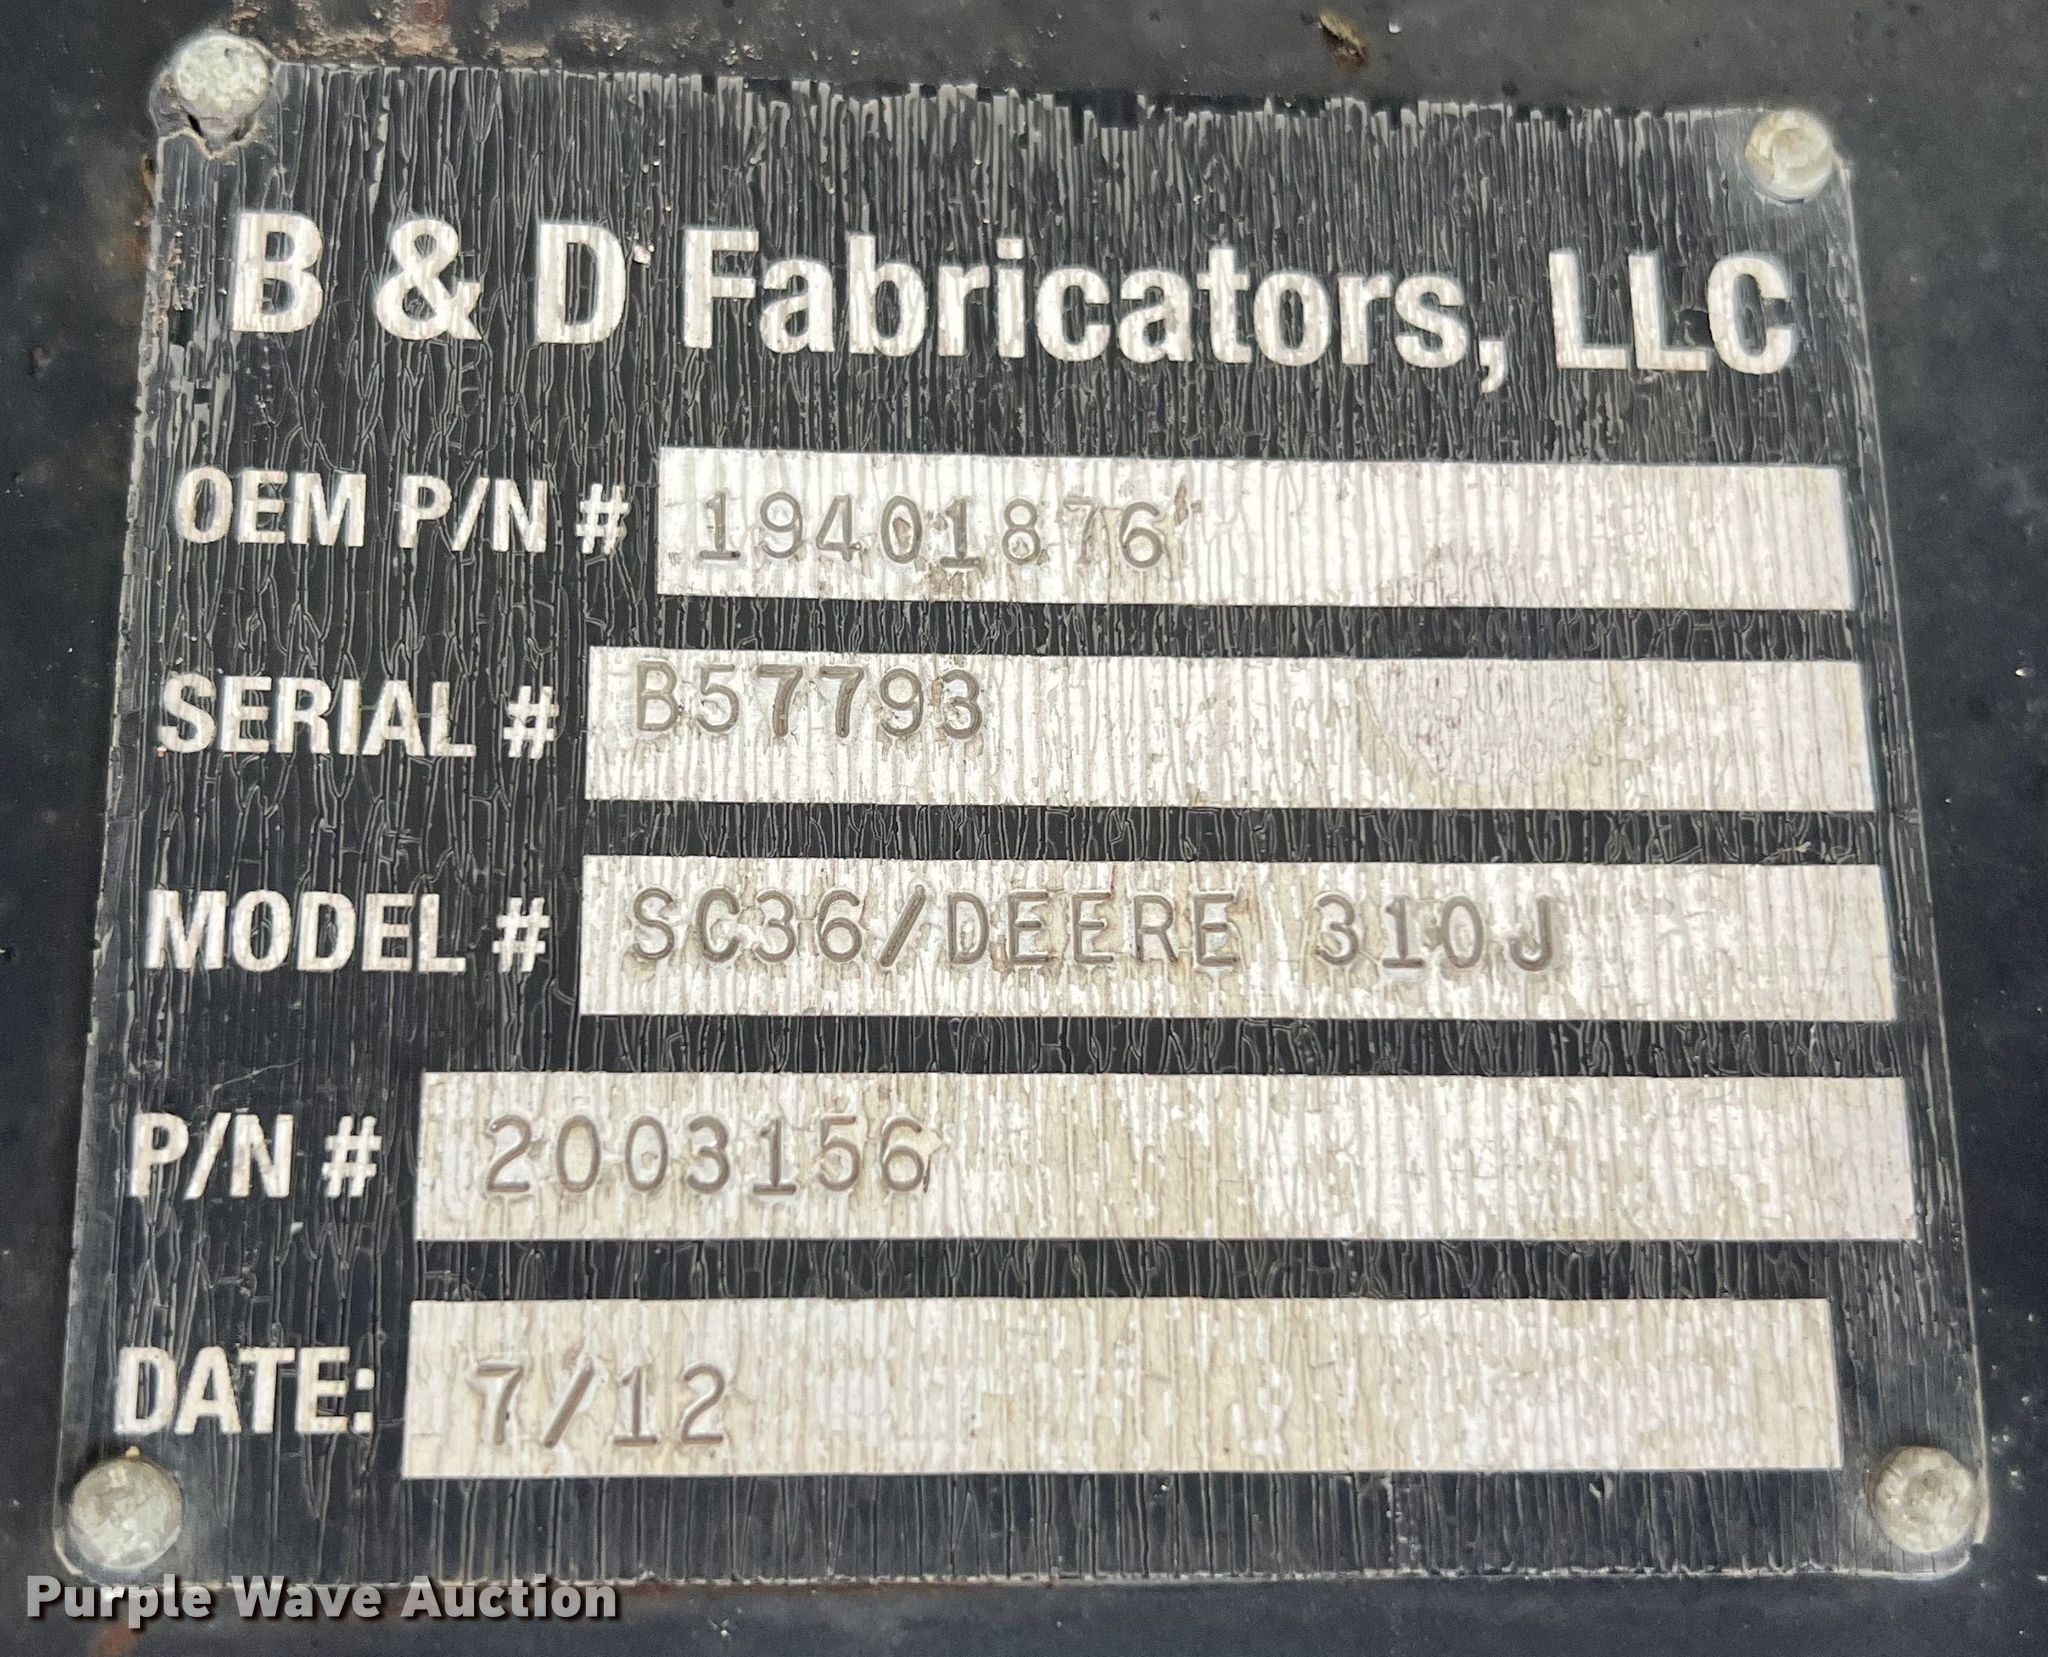 B & D Fabricators, LLC
OEM P/N # 19401876
SERIAL # B57793
MODEL # SC36/DEERE 310J
P/N # 2003156
DATE: 7/12
Purple Wave Auction